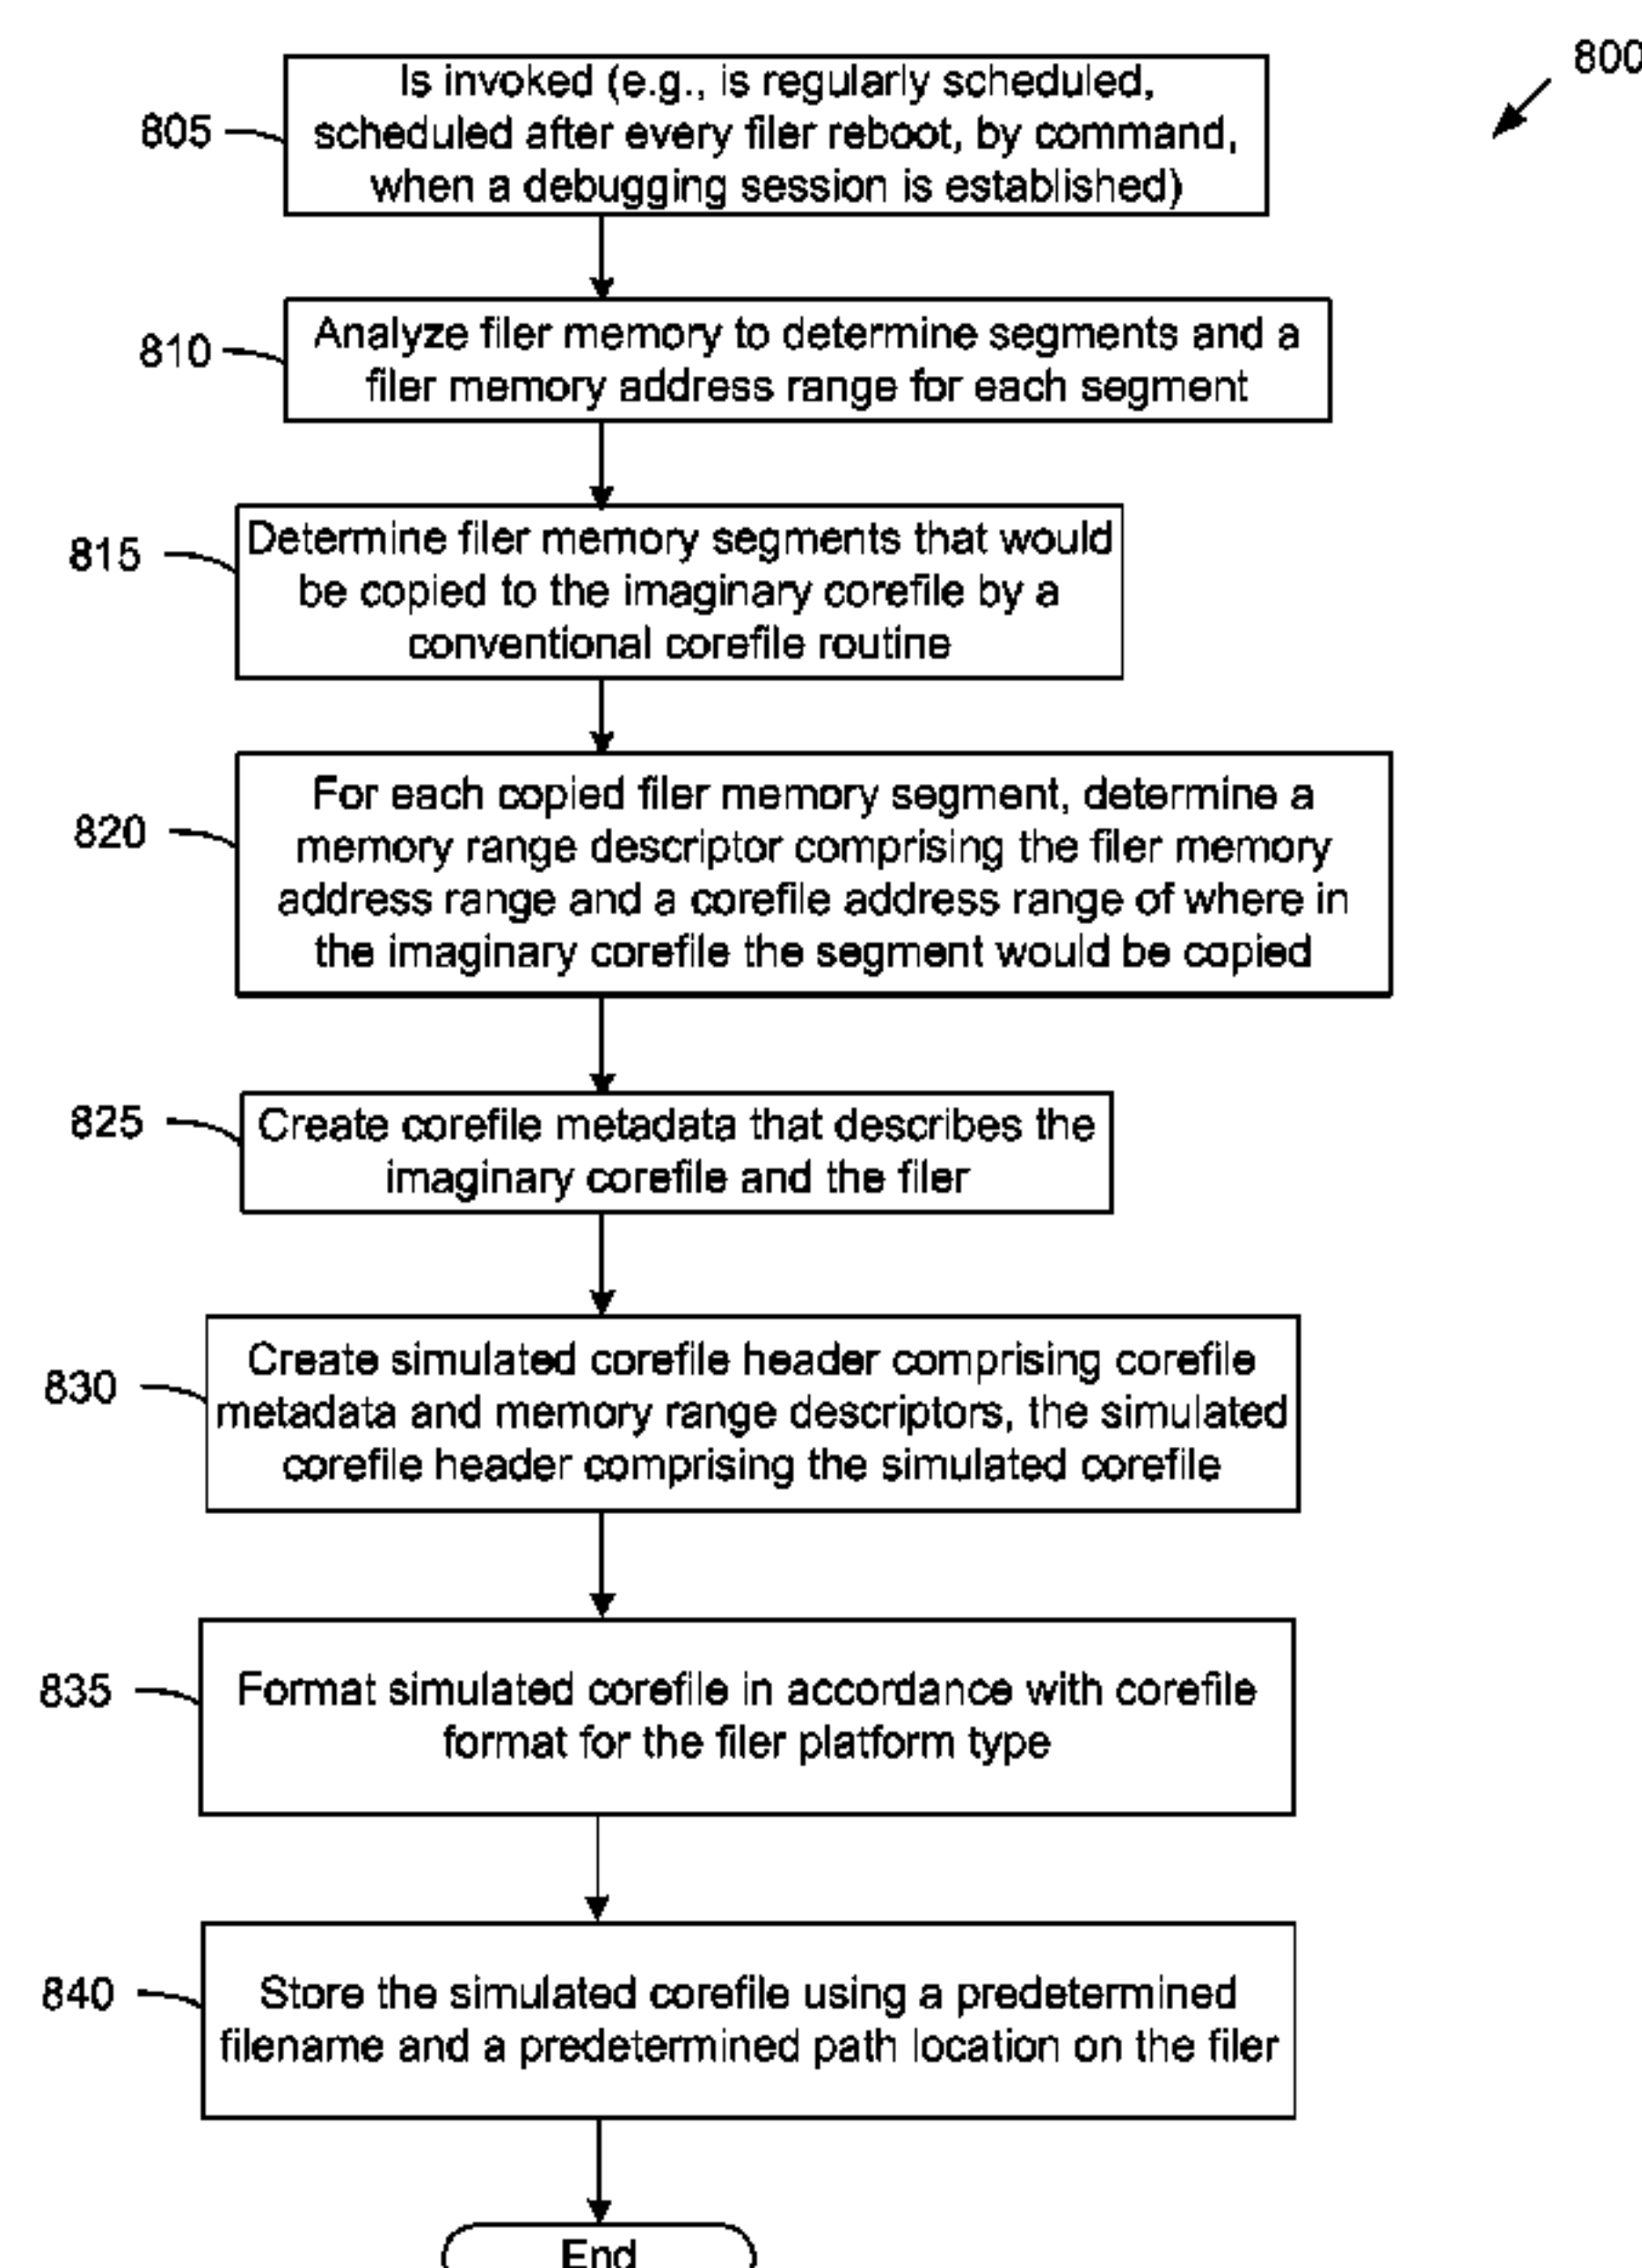 800
805
Is invoked (e.g., is regularly scheduled,
scheduled after every filer reboot, by command,
when a debugging session is established)
810
Analyze filer memory to determine segments and a
filer memory address range for each segment
815
Determine filer memory segments that would
be copied to the imaginary corefile by a
conventional corefile routine
820
For each copied filer memory segment, determine a
memory range descriptor comprising the filer memory
address range and a corefile address range of where in
the imaginary corefile the segment would be copied
825
Create corefile metadata that describes the
imaginary corefile and the filer
830
Create simulated corefile header comprising corefile
metadata and memory range descriptors, the simulated
corefile header comprising the simulated corefile
835
Format simulated corefile in accordance with corefile
format for the filer platform type
840
Store the simulated corefile using a predetermined
filename and a predetermined path location on the filer
End